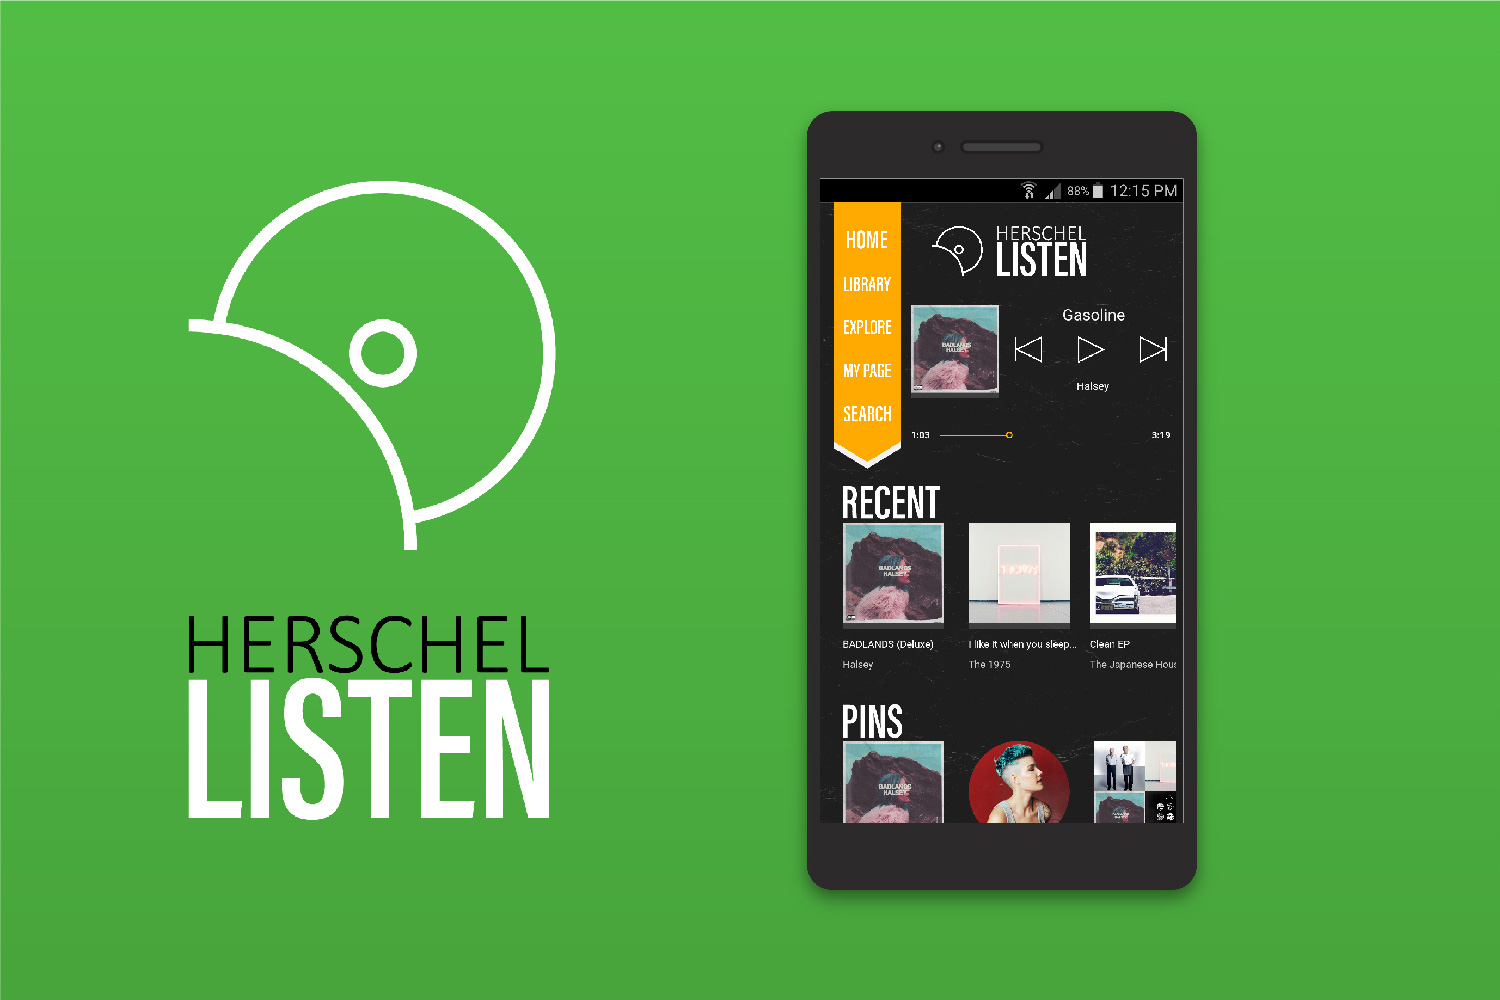 HERSCHEL
LISTEN
88% 12:15 PM
HOME
LIBRARY
EXPLORE
MY PAGE
SEARCH
HERSCHEL
LISTEN
BADLANDS
HALSEY
Gasoline
Halsey
1:03
3:19
RECENT
BADLANDS
HALSEY
BADLANDS (Deluxe)
Halsey
I like it when you sleep...
The 1975
Clean EP
The Japanese Hous
PINS
BADLANDS
HALSEY